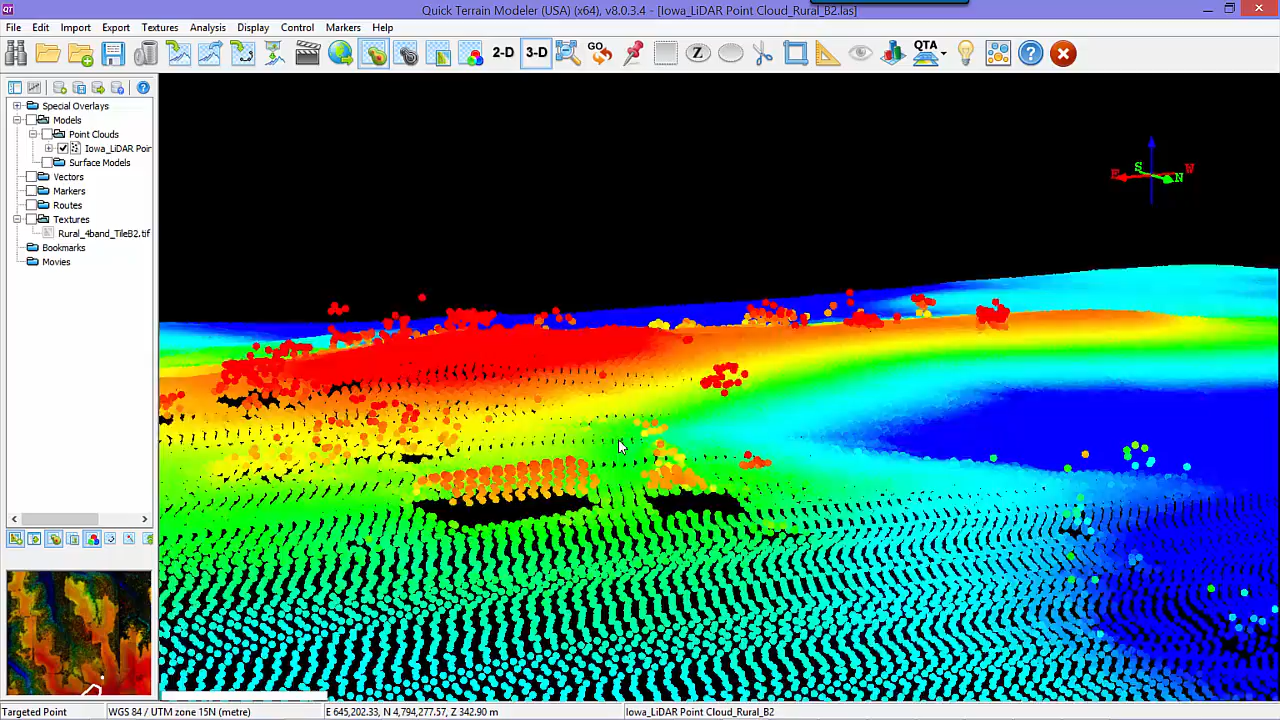 QT
Quick Terrain Modeler (USA) (x64), v8.0.3.4 - [Iowa_LiDAR Point Cloud_Rural_B2.las]
File Edit Import Export Textures Analysis Display Control Markers Help
2-D 3-D GO Z QTA
Special Overlays
Models
Point Clouds
Iowa_LiDAR Poir
Surface Models
Vectors
Markers
Routes
Textures
Rural_4band_TileB2.tif
Bookmarks
Movies
S W
E N
Targeted Point WGS 84 / UTM zone 15N (metre) E 645,202.33, N 4,794,277.57, Z 342.90 m Iowa_LiDAR Point Cloud_Rural_B2